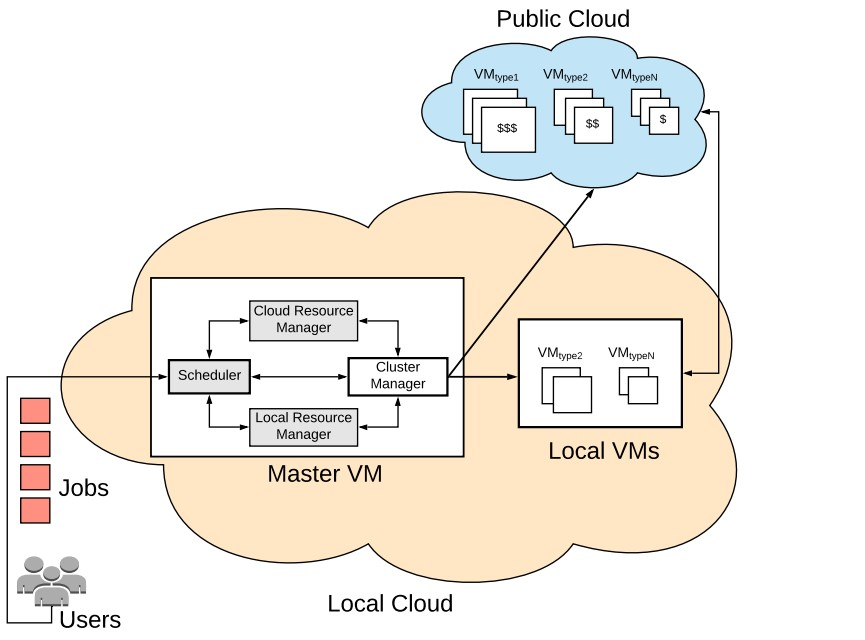 Public Cloud
VMtype1 VMtype2 VMtypeN
$$$ $$ $
Cloud Resource
Manager
Scheduler
Cluster
Manager
Local Resource
Manager
Master VM
VMtype2 VMtypeN
Local VMs
Jobs
Users
Local Cloud